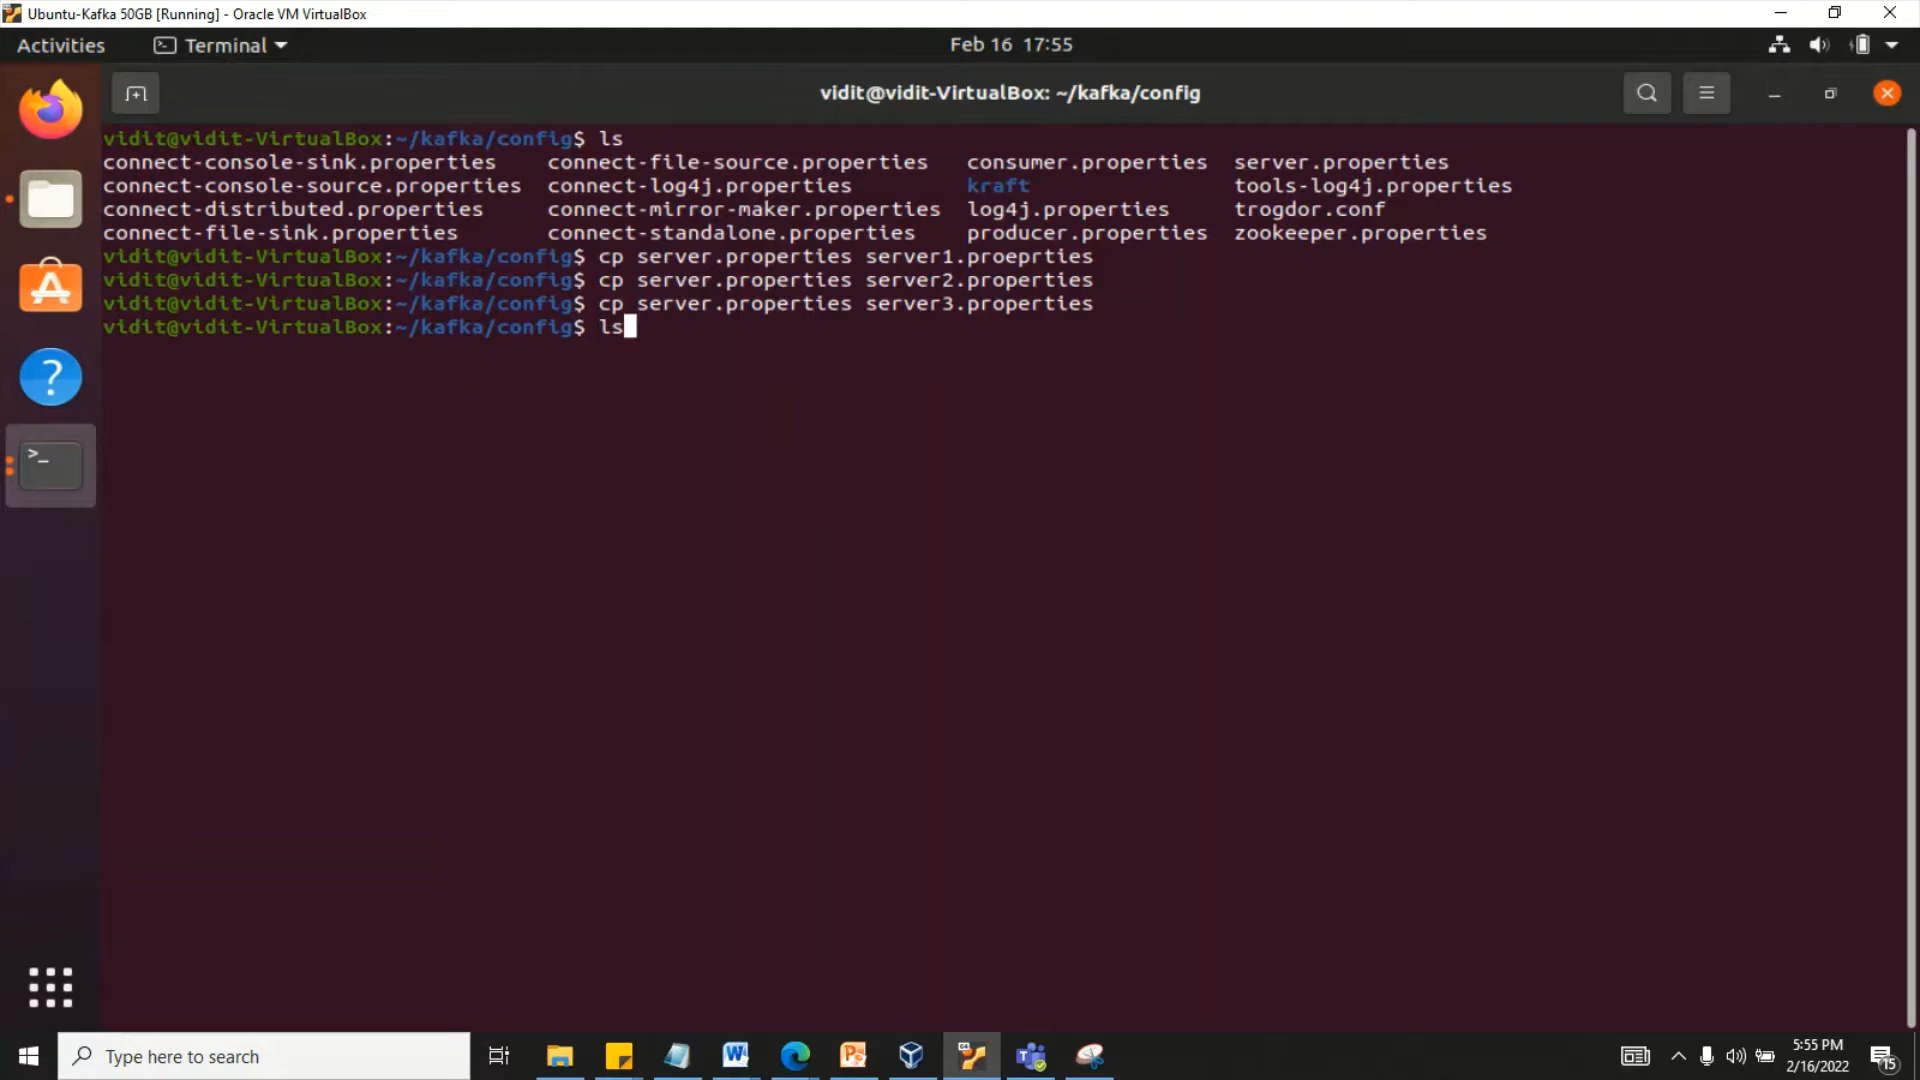 Ubuntu-Kafka 50GB [Running] - Oracle VM VirtualBox
Activities Terminal Feb 16 17:55
vidit@vidit-VirtualBox: ~/kafka/config
vidit@vidit-VirtualBox:~/kafka/config$ ls
connect-console-sink.properties connect-file-source.properties consumer.properties server.properties
connect-console-source.properties connect-log4j.properties kraft tools-log4j.properties
connect-distributed.properties connect-mirror-maker.properties log4j.properties trogdor.conf
connect-file-sink.properties connect-standalone.properties producer.properties zookeeper.properties
vidit@vidit-VirtualBox:~/kafka/config$ cp server.properties server1.proeprties
vidit@vidit-VirtualBox:~/kafka/config$ cp server.properties server2.properties
vidit@vidit-VirtualBox:~/kafka/config$ cp server.properties server3.properties
vidit@vidit-VirtualBox:~/kafka/config$ ls
Type here to search
5:55 PM
2/16/2022
15